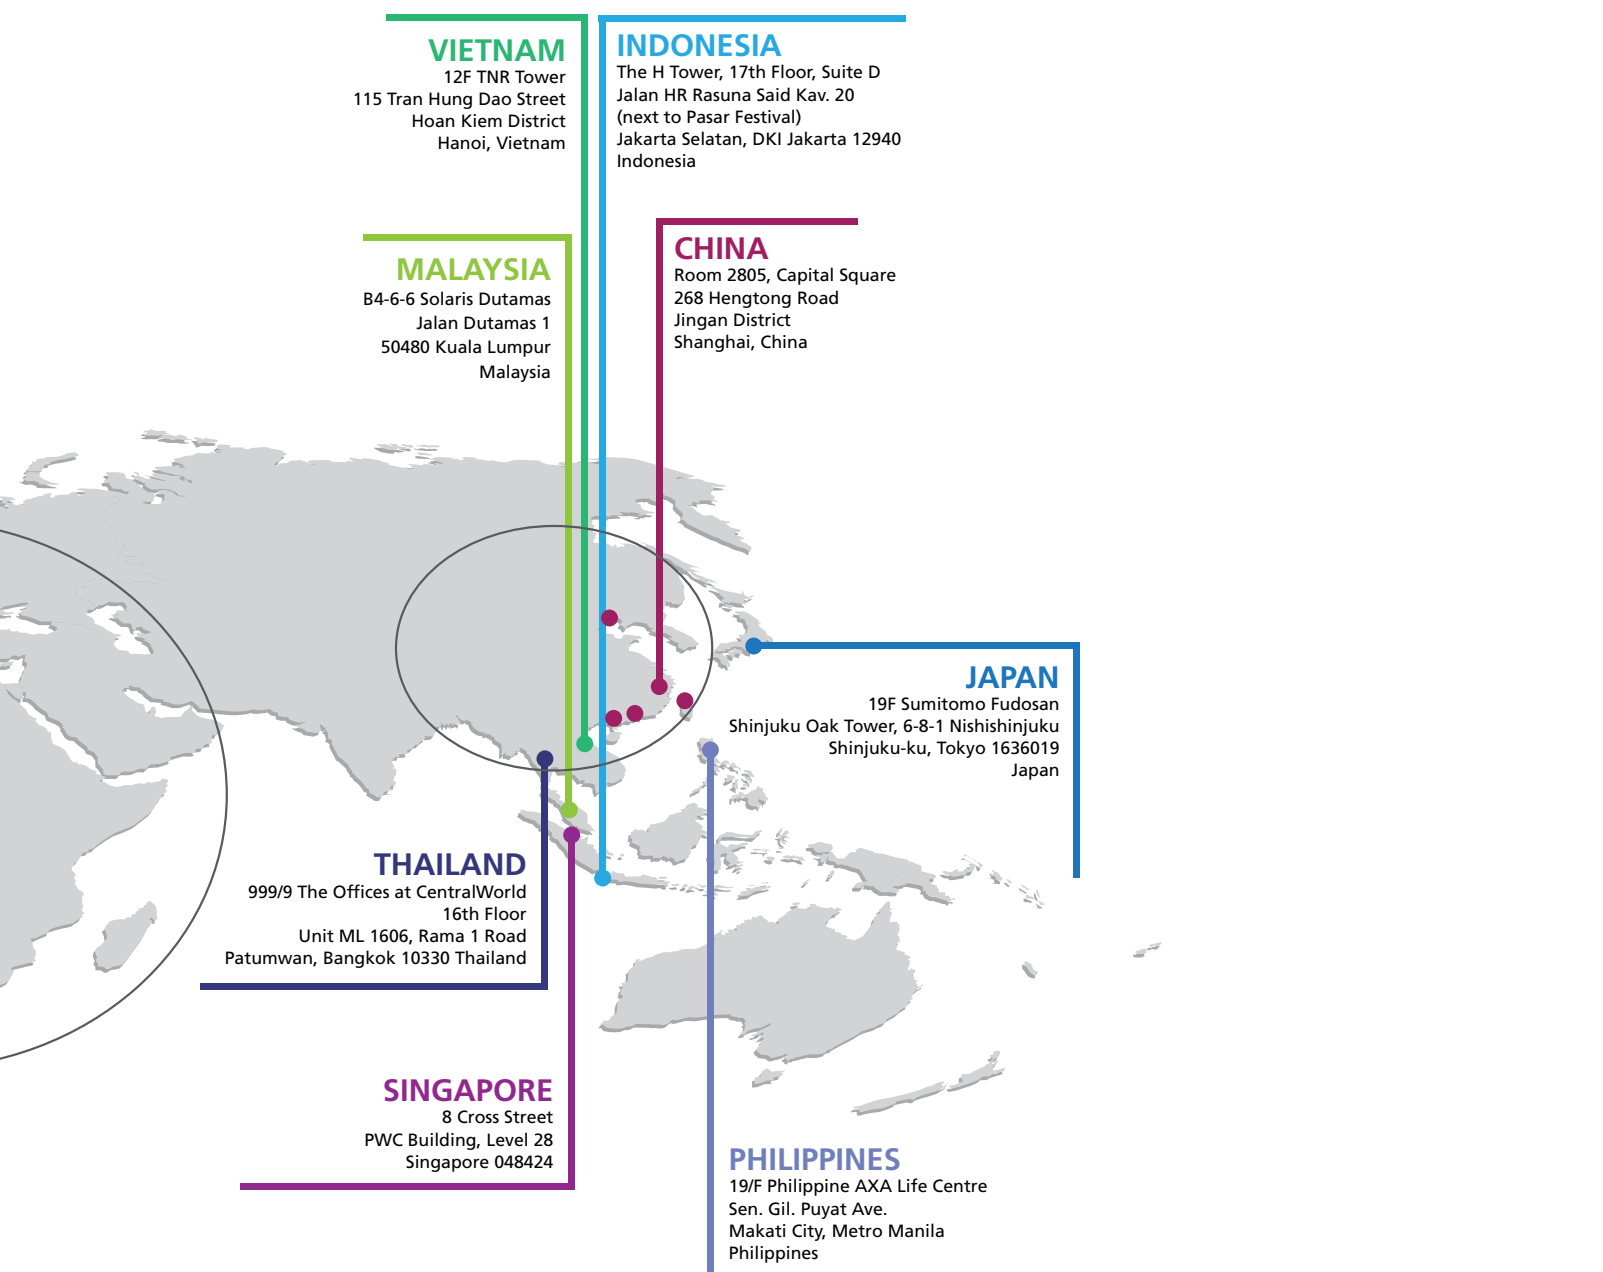 VIETNAM
12F TNR Tower
115 Tran Hung Dao Street
Hoan Kiem District
Hanoi, Vietnam
INDONESIA
The H Tower, 17th Floor, Suite D
Jalan HR Rasuna Said Kav. 20
(next to Pasar Festival)
Jakarta Selatan, DKI Jakarta 12940
Indonesia
MALAYSIA
B4-6-6 Solaris Dutamas
Jalan Dutamas 1
50480 Kuala Lumpur
Malaysia
CHINA
Room 2805, Capital Square
268 Hengtong Road
Jingan District
Shanghai, China
JAPAN
19F Sumitomo Fudosan
Shinjuku Oak Tower, 6-8-1 Nishishinjuku
Shinjuku-ku, Tokyo 1636019
Japan
THAILAND
999/9 The Offices at CentralWorld
16th Floor
Unit ML 1606, Rama 1 Road
Patumwan, Bangkok 10330 Thailand
SINGAPORE
8 Cross Street
PWC Building, Level 28
Singapore 048424
PHILIPPINES
19/F Philippine AXA Life Centre
Sen. Gil. Puyat Ave.
Makati City, Metro Manila
Philippines